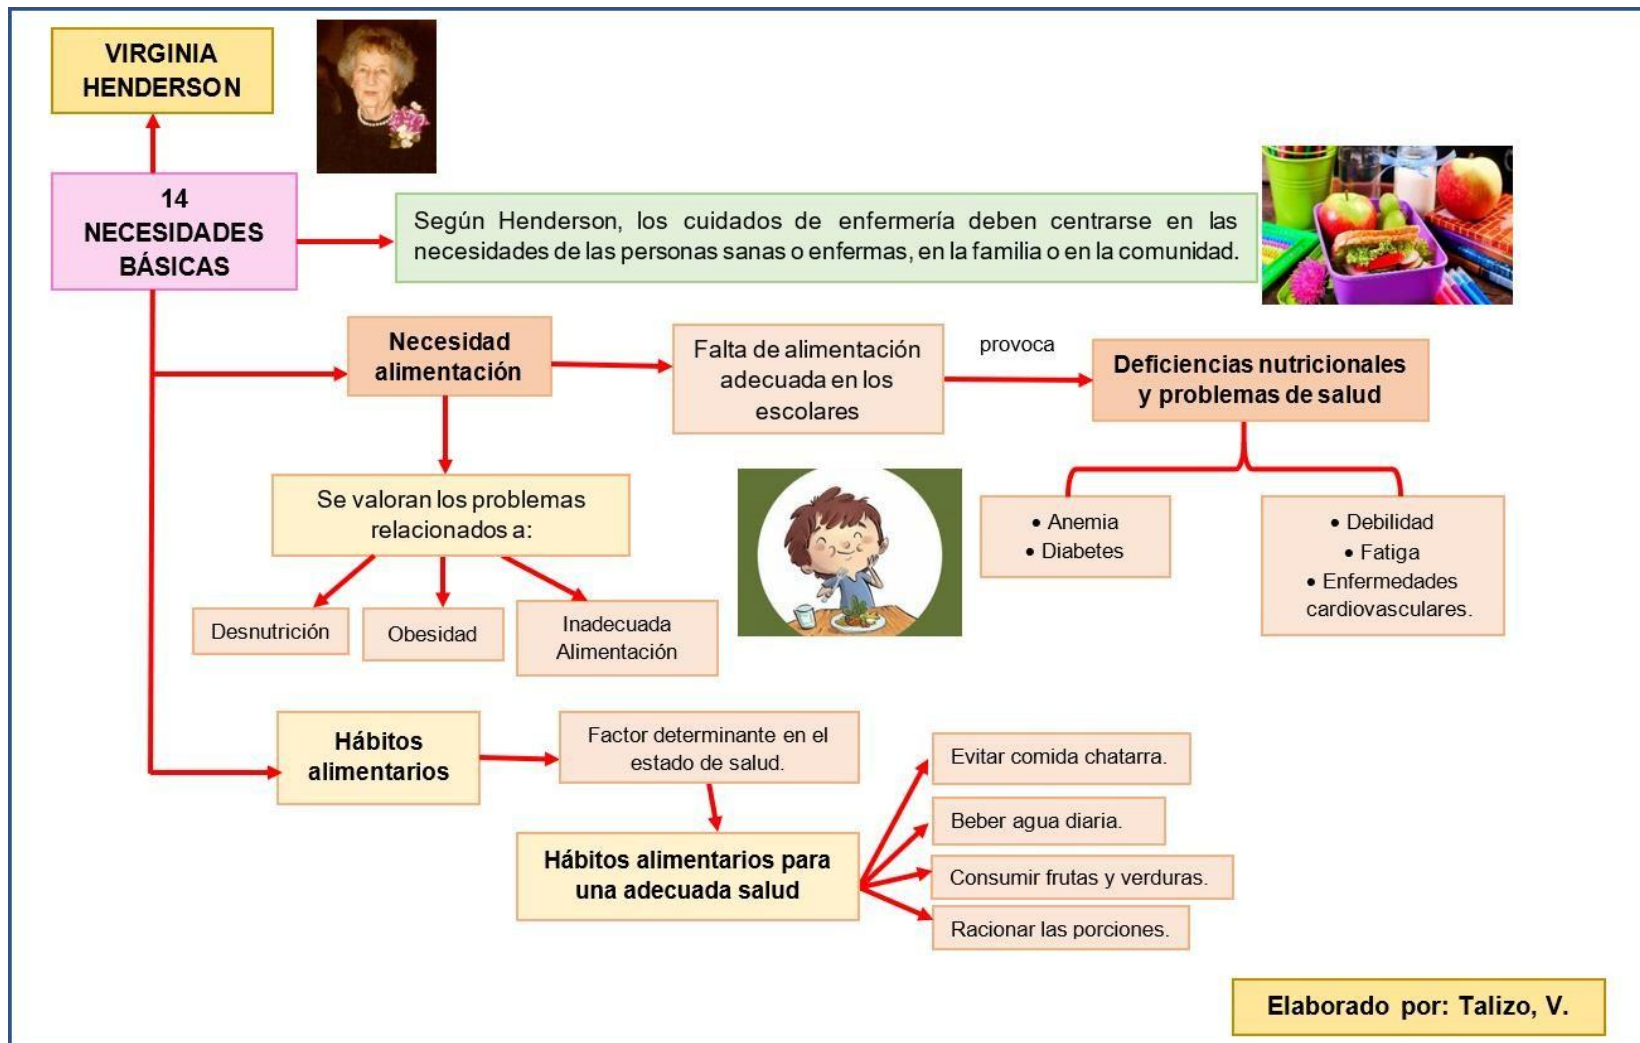 VIRGINIA
HENDERSON
14
NECESIDADES
BÁSICAS
Según Henderson, los cuidados de enfermería deben centrarse en las
necesidades de las personas sanas o enfermas, en la familia o en la comunidad.
Necesidad
alimentación
Falta de alimentación
adecuada en los
escolares
provoca
Deficiencias nutricionales
y problemas de salud
Se valoran los problemas
relacionados a:
• Anemia
• Diabetes
• Debilidad
• Fatiga
• Enfermedades
cardiovasculares.
Desnutrición
Obesidad
Inadecuada
Alimentación
Hábitos
alimentarios
Factor determinante en el
estado de salud.
Hábitos alimentarios para
una adecuada salud
Evitar comida chatarra.
Beber agua diaria.
Consumir frutas y verduras.
Racionar las porciones.
Elaborado por: Talizo, V.